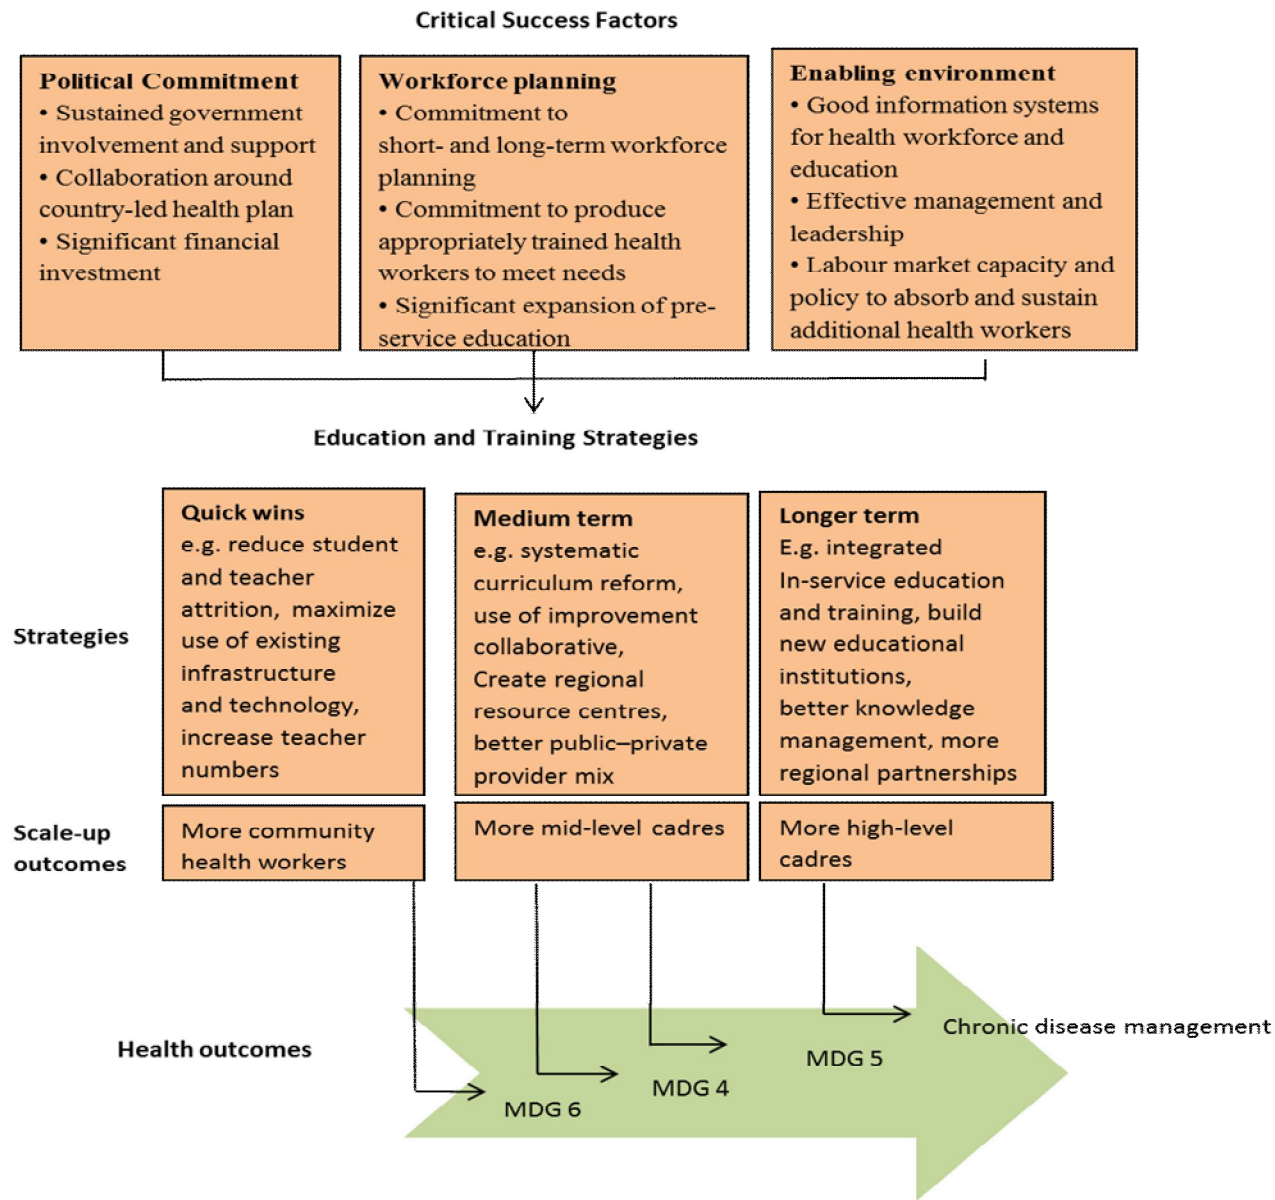 Critical Success Factors
Political Commitment
• Sustained government
involvement and support
• Collaboration around
country-led health plan
• Significant financial
investment
Workforce planning
• Commitment to
short- and long-term workforce
planning
• Commitment to produce
appropriately trained health
workers to meet needs
• Significant expansion of pre-
service education
Enabling environment
• Good information systems
for health workforce and
education
• Effective management and
leadership
• Labour market capacity and
policy to absorb and sustain
additional health workers
Education and Training Strategies
Strategies
Quick wins
e.g. reduce student
and teacher
attrition, maximize
use of existing
infrastructure
and technology,
increase teacher
numbers
Medium term
e.g. systematic
curriculum reform,
use of improvement
collaborative,
Create regional
resource centres,
better public–private
provider mix
Longer term
E.g. integrated
In-service education
and training, build
new educational
institutions,
better knowledge
management, more
regional partnerships
Scale-up
outcomes
More community
health workers
More mid-level cadres
More high-level
cadres
Health outcomes
MDG 6
MDG 4
MDG 5
Chronic disease management